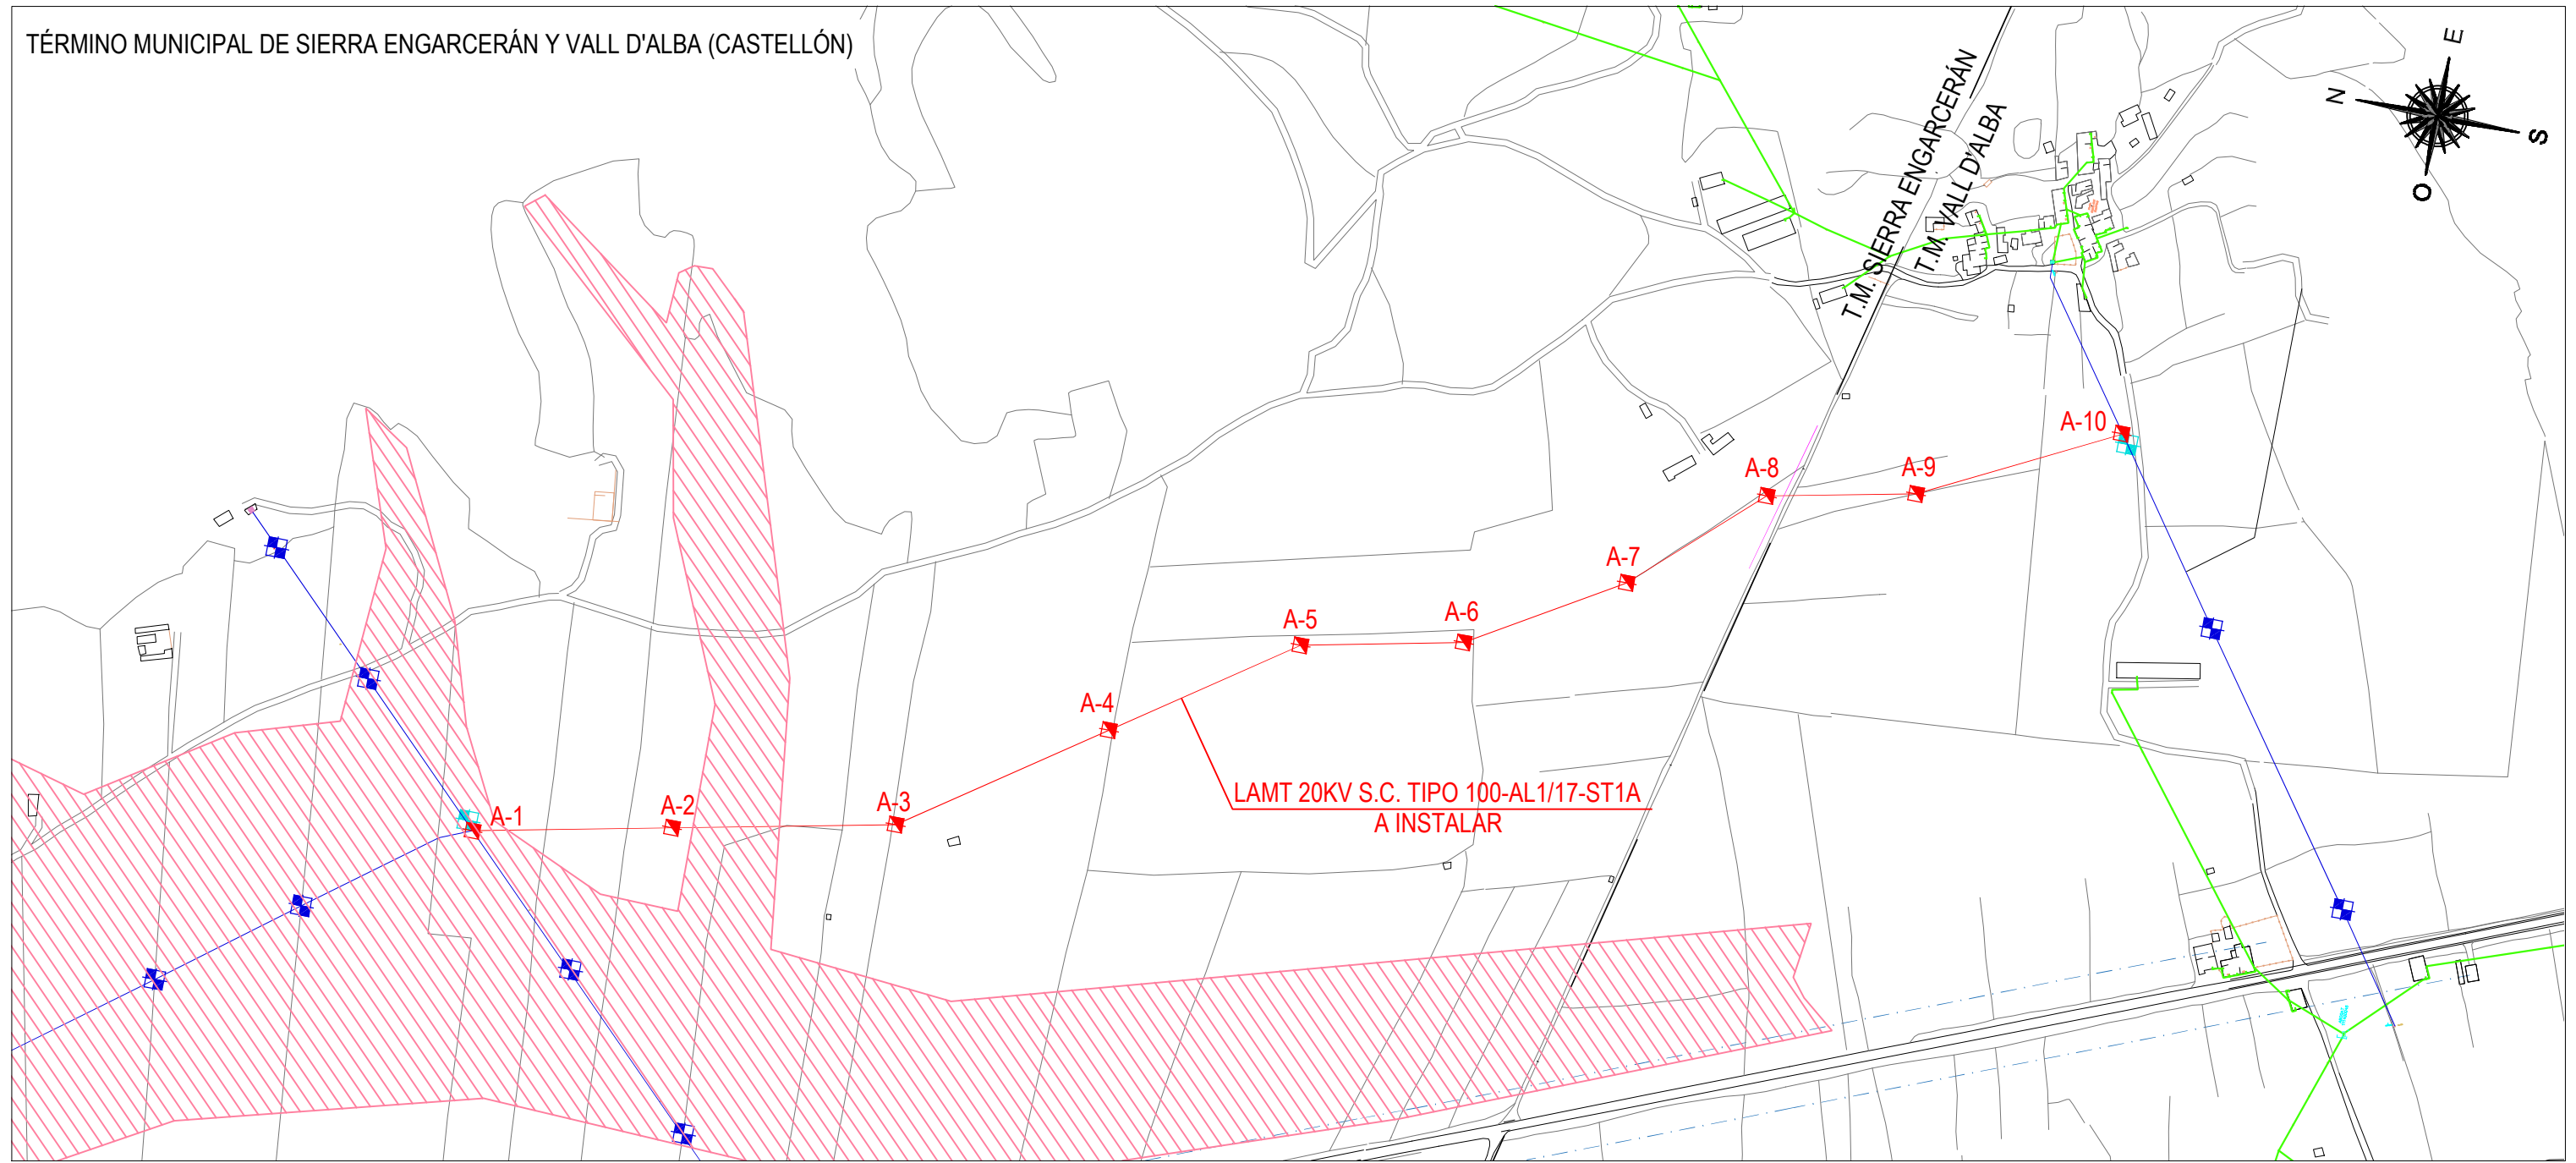 TÉRMINO MUNICIPAL DE SIERRA ENGARCERÁN Y VALL D'ALBA (CASTELLÓN)
E
N
S
O
T.M. SIERRA ENGARCERÁN
T.M. VALL D'ALBA
A-10
A-8
A-9
A-7
A-5
A-6
A-4
A-3
A-2
A-1
LAMT 20KV S.C. TIPO 100-AL1/17-ST1A
A INSTALAR